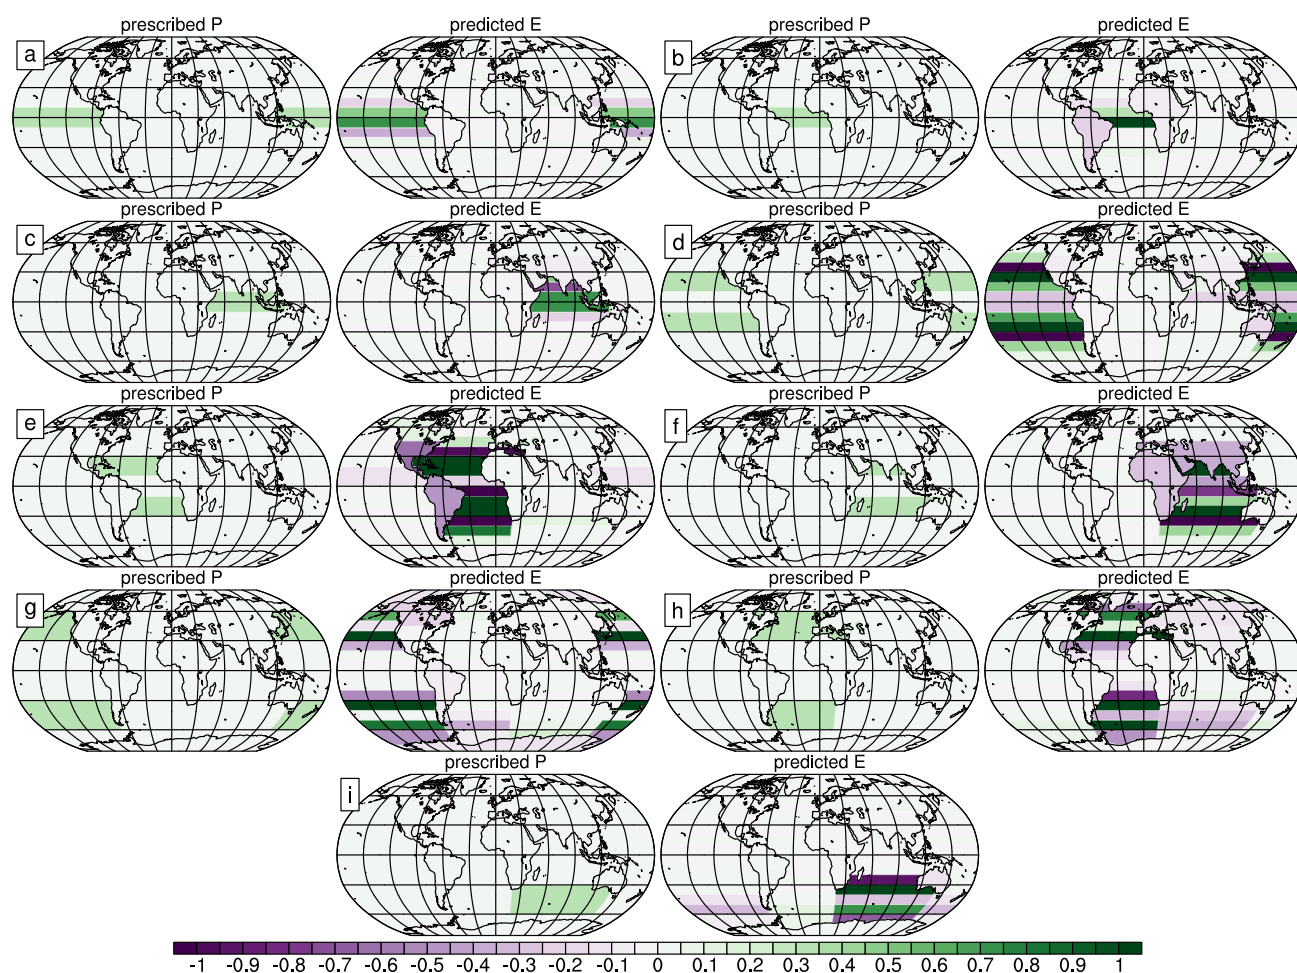 prescribed P predicted E prescribed P predicted E
a b
prescribed P predicted E prescribed P predicted E
c d
prescribed P predicted E prescribed P predicted E
e f
prescribed P predicted E prescribed P predicted E
g h
prescribed P predicted E
i
-1 -0.9 -0.8 -0.7 -0.6 -0.5 -0.4 -0.3 -0.2 -0.1 0 0.1 0.2 0.3 0.4 0.5 0.6 0.7 0.8 0.9 1